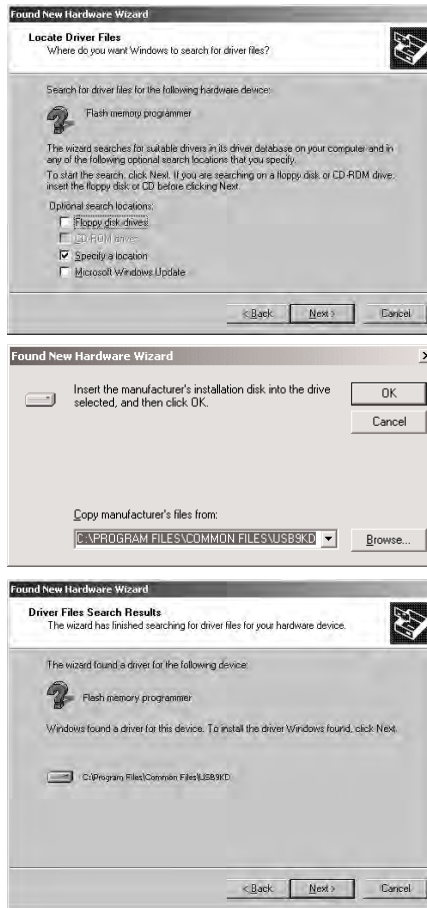 Found New Hardware Wizard
Locate Driver Files
Where do you want Windows to search for driver files?
Search for driver files for the following hardware device:
Flash memory programmer
The wizard searches for suitable drivers in its driver database on your computer and in
any of the following optional search locations that you specify.
To start the search, click Next. If you are searching on a floppy disk or CD-ROM drive,
insert the floppy disk or CD before clicking Next.
Optional search locations:
Floppy disk drives
CD-ROM drives
Specify a location
Microsoft Windows Update
< Back Next > Cancel
Found New Hardware Wizard
Insert the manufacturer's installation disk into the drive
selected, and then click OK.
OK
Cancel
Copy manufacturer's files from:
C:\PROGRAM FILES\COMMON FILES\USB9KD
Browse...
Found New Hardware Wizard
Driver Files Search Results
The wizard has finished searching for driver files for your hardware device.
The wizard found a driver for the following device:
Flash memory programmer
Windows found a driver for this device. To install the driver Windows found, click Next.
C:\Program Files\Common Files\USB9KD
< Back Next > Cancel